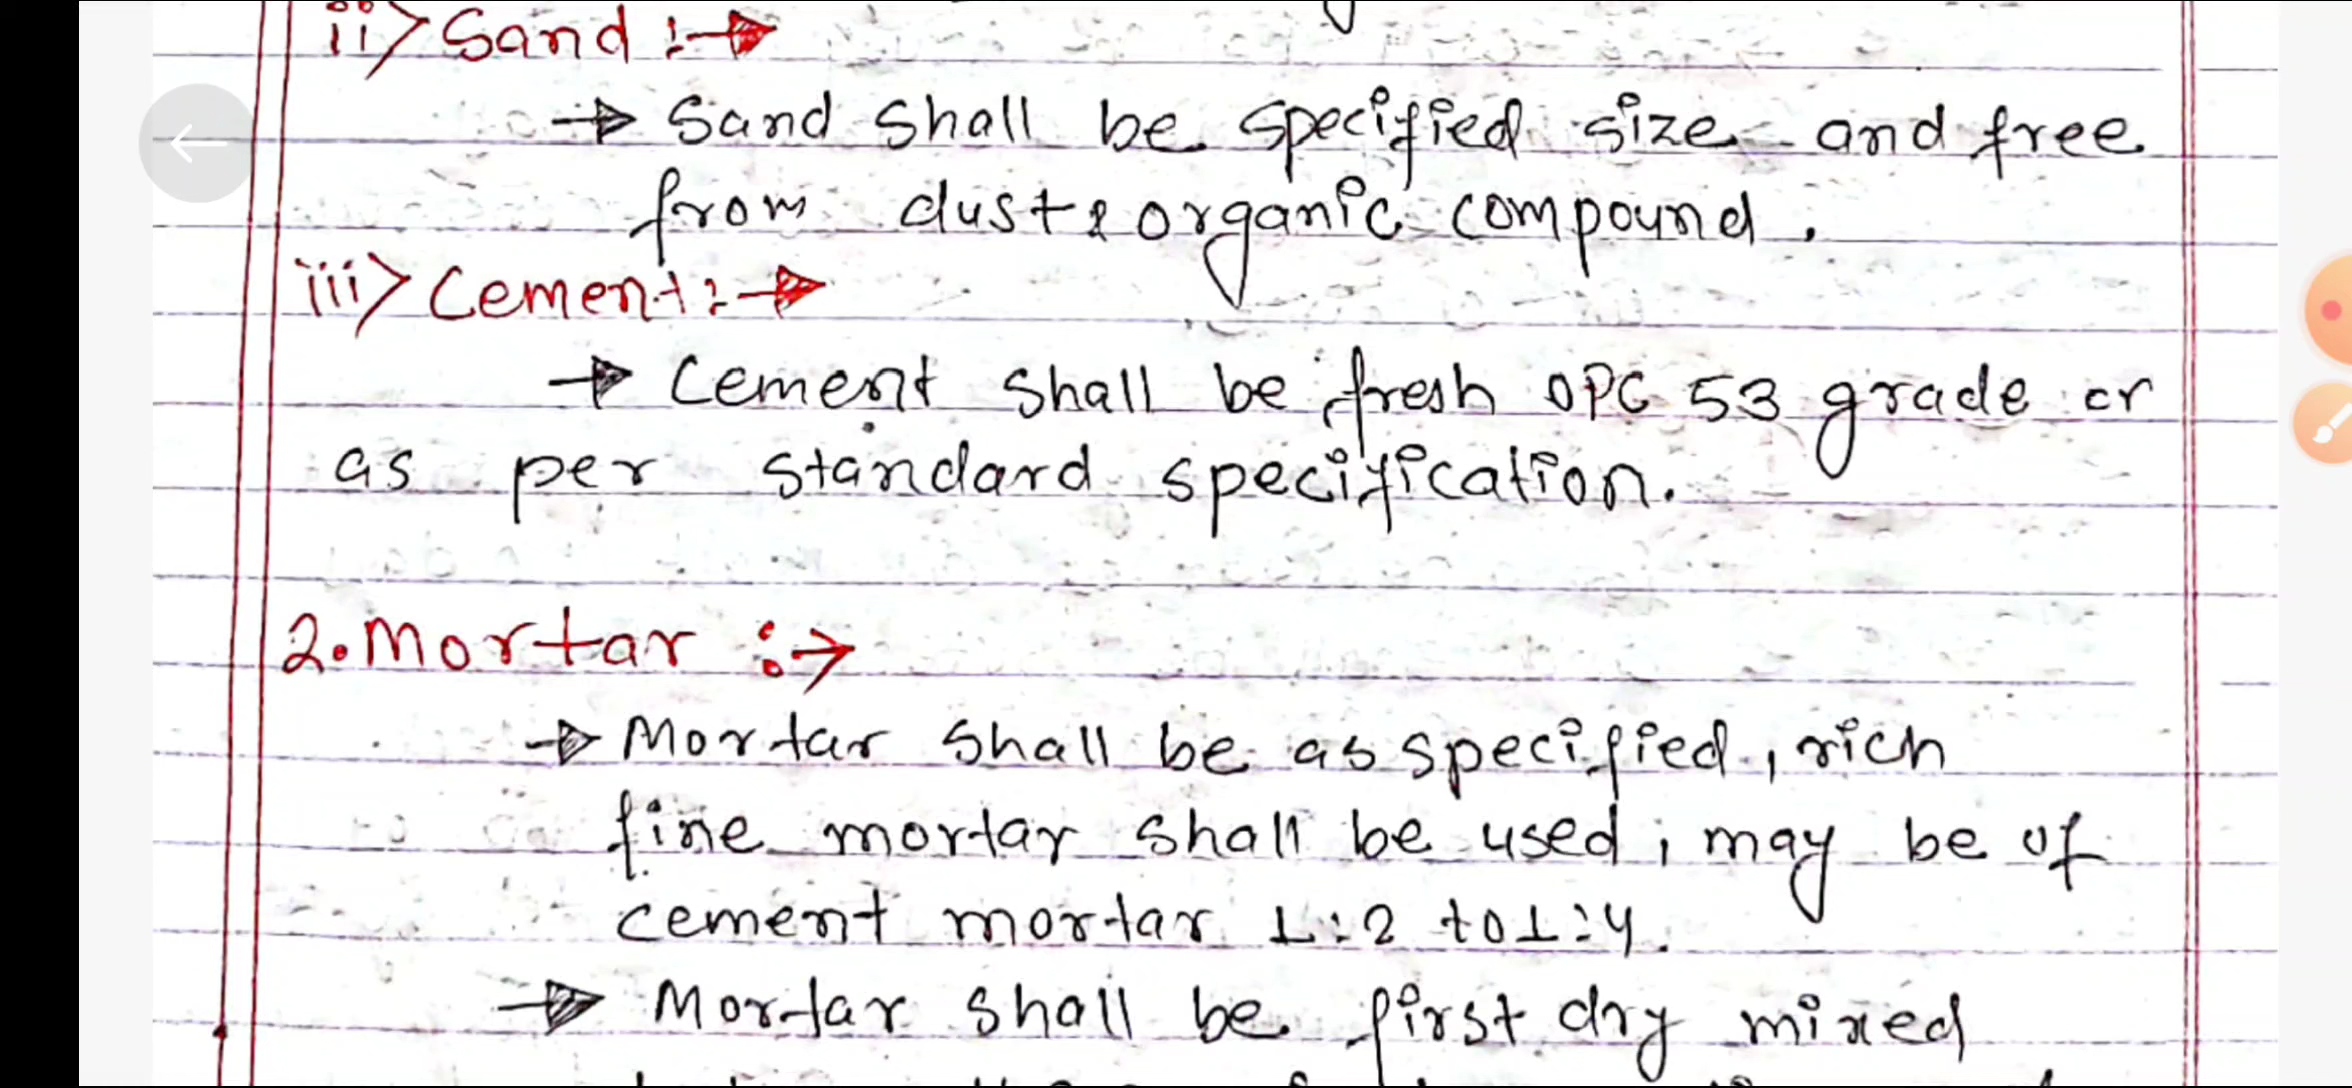 ii> Sand :→
→ Sand shall be specified size and free
from dust & organic compound.
iii> Cement :→
→ Cement shall be fresh OPC 53 grade or
as per standard specification.
2. Mortar :→
→ Mortar shall be as specified, rich
fine mortar shall be used, may be of
cement mortar 1:2 to 1:4.
→ Mortar shall be first dry mixed